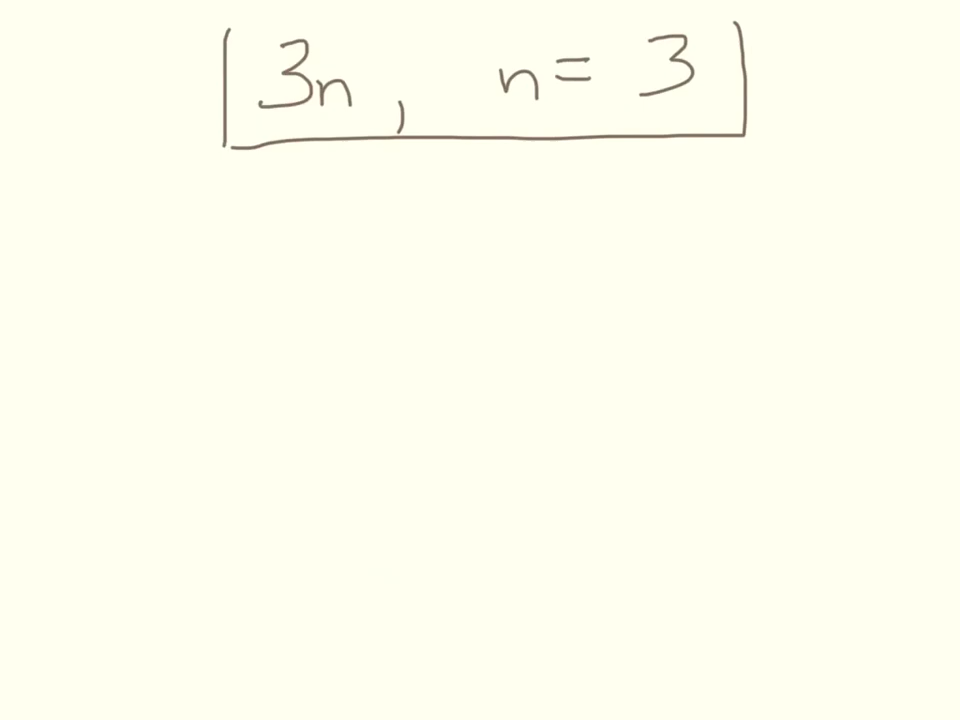 3n, n = 3